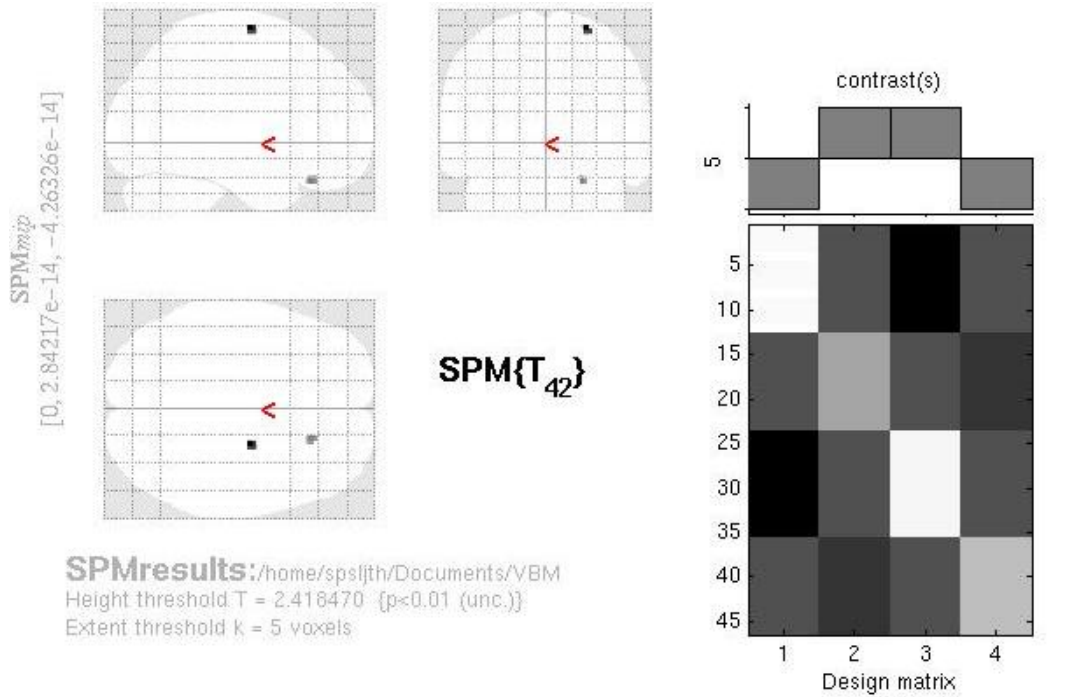 SPMmip
[0, 2.84217e-14, -4.26326e-14]
<
<
<
SPM{T42}
SPMresults:/home/spsljth/Documents/VBM
Height threshold T = 2.416470 {p<0.01 (unc.)}
Extent threshold k = 5 voxels
contrast(s)
5
5
10
15
20
25
30
35
40
45
1 2 3 4
Design matrix